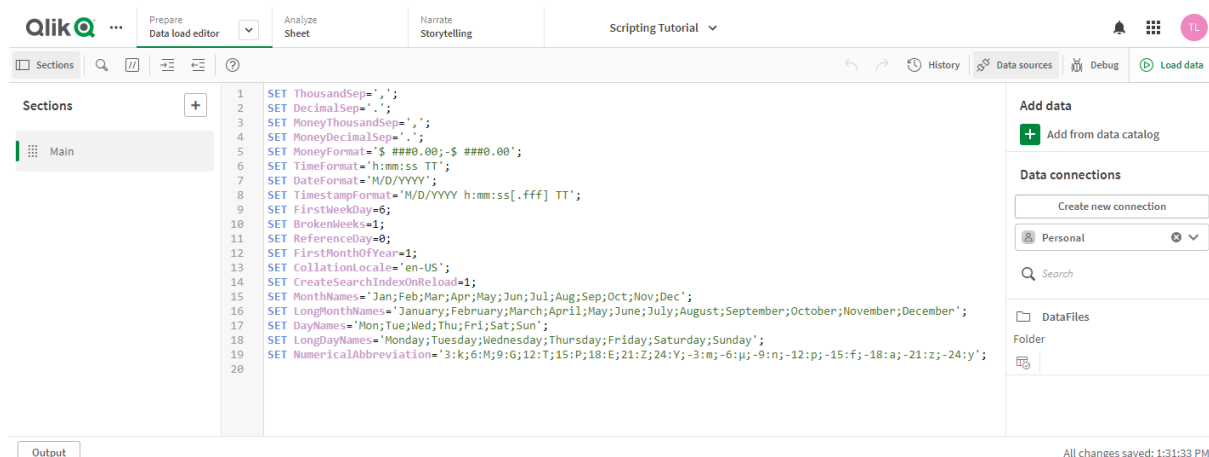 Qlik
Prepare
Data load editor
Analyze
Sheet
Narrate
Storytelling
Scripting Tutorial
TL
Sections
History
Data sources
Debug
Load data
Sections
Main
1 SET ThousandSep=',';
2 SET DecimalSep='.';
3 SET MoneyThousandSep=',';
4 SET MoneyDecimalSep='.';
5 SET MoneyFormat='$ ###0.00;-$ ###0.00';
6 SET TimeFormat='h:mm:ss TT';
7 SET DateFormat='M/D/YYYY';
8 SET TimestampFormat='M/D/YYYY h:mm:ss[.fff] TT';
9 SET FirstWeekDay=6;
10 SET BrokenWeeks=1;
11 SET ReferenceDay=0;
12 SET FirstMonthOfYear=1;
13 SET CollationLocale='en-US';
14 SET CreateSearchIndexOnReload=1;
15 SET MonthNames='Jan;Feb;Mar;Apr;May;Jun;Jul;Aug;Sep;Oct;Nov;Dec';
16 SET LongMonthNames='January;February;March;April;May;June;July;August;September;October;November;December';
17 SET DayNames='Mon;Tue;Wed;Thu;Fri;Sat;Sun';
18 SET LongDayNames='Monday;Tuesday;Wednesday;Thursday;Friday;Saturday;Sunday';
19 SET NumericalAbbreviation='3:k;6:M;9:G;12:T;15:P;18:E;21:Z;24:Y;-3:m;-6:μ;-9:n;-12:p;-15:f;-18:a;-21:z;-24:y';
20
Add data
Add from data catalog
Data connections
Create new connection
Personal
Search
DataFiles
Folder
Output
All changes saved: 1:31:33 PM